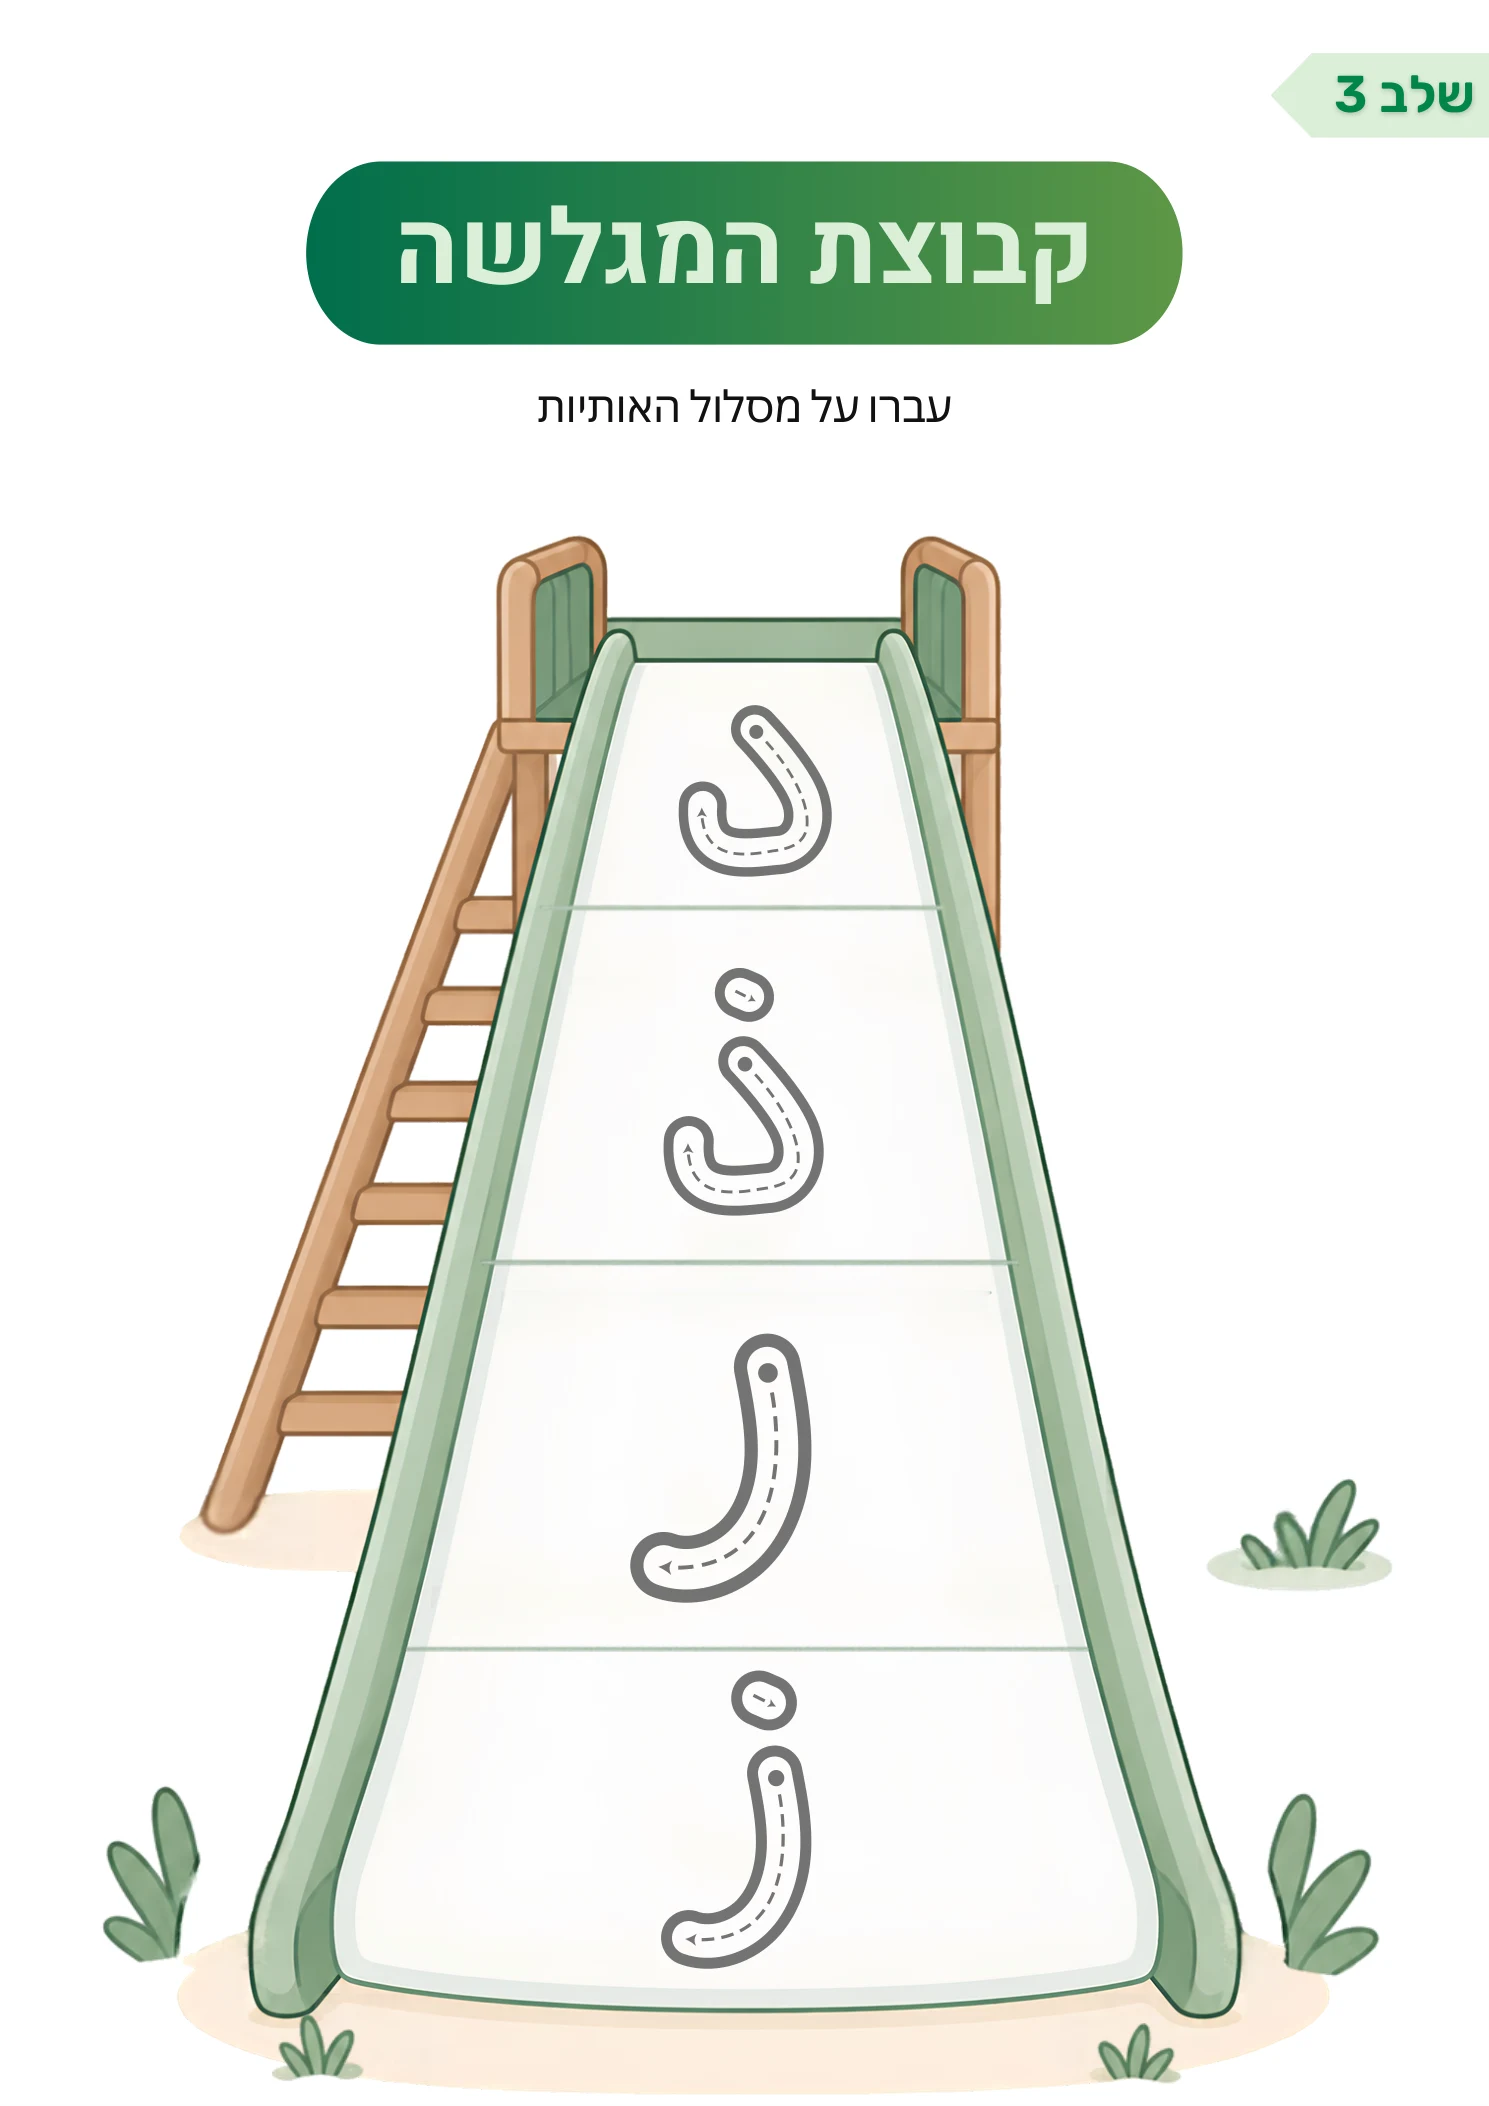 שלב 3
קבוצת המגלשה
עברו על מסלול האותיות
د
ذ
ر
ز